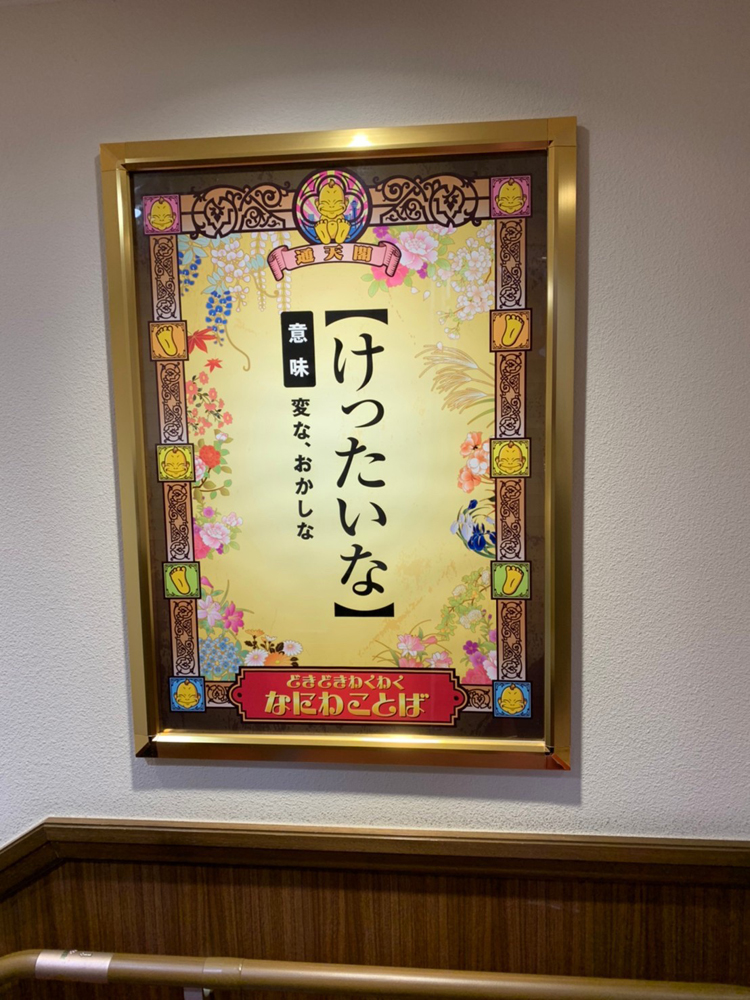 通天閣
【けったいな】
意味
変な、おかしな
どきどきわくわく
なにわことば